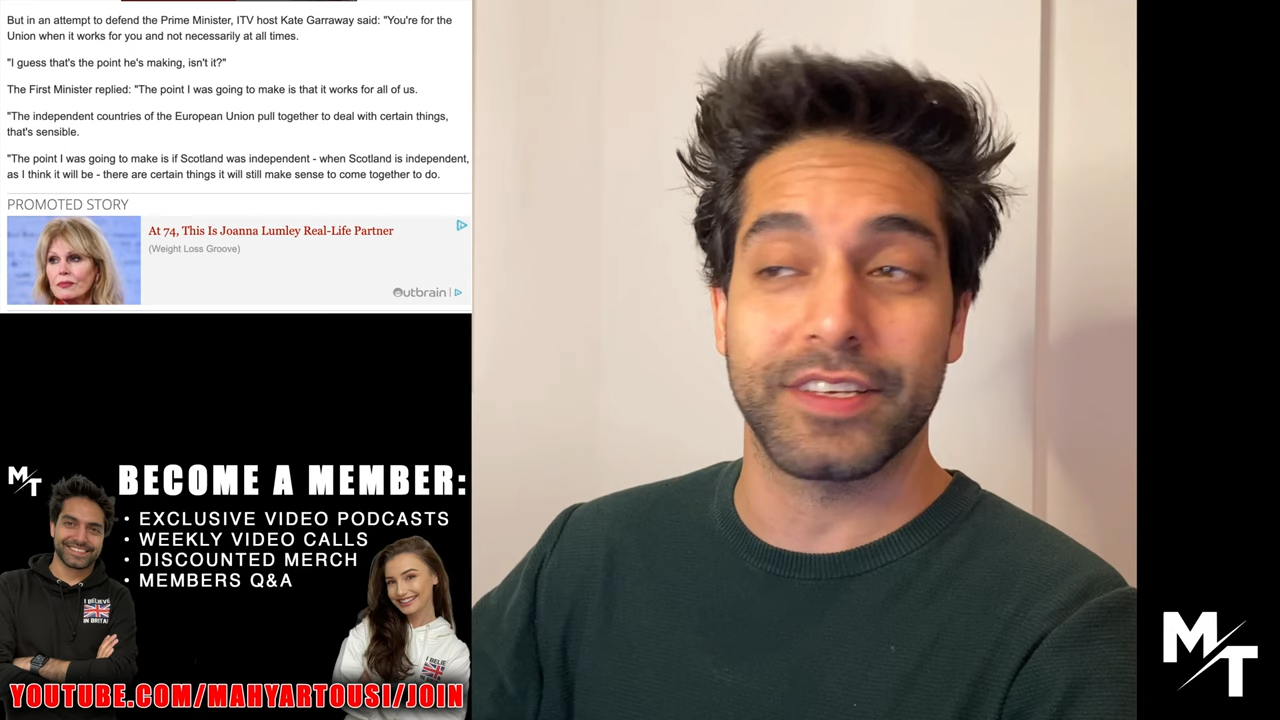 But in an attempt to defend the Prime Minister, ITV host Kate Garraway said: "You're for the
Union when it works for you and not necessarily at all times.
"I guess that's the point he's making, isn't it?"
The First Minister replied: "The point I was going to make is that it works for all of us.
"The independent countries of the European Union pull together to deal with certain things,
that's sensible.
"The point I was going to make is if Scotland was independent - when Scotland is independent,
as I think it will be - there are certain things it will still make sense to come together to do.
PROMOTED STORY
At 74, This Is Joanna Lumley Real-Life Partner
(Weight Loss Groove)
Outbrain
MT
BECOME A MEMBER:
• EXCLUSIVE VIDEO PODCASTS
• WEEKLY VIDEO CALLS
• DISCOUNTED MERCH
• MEMBERS Q&A
I BELIEVE
IN BRITAIN
I BELIE
YOUTUBE.COM/MAHYARTOUSI/JOIN
MT